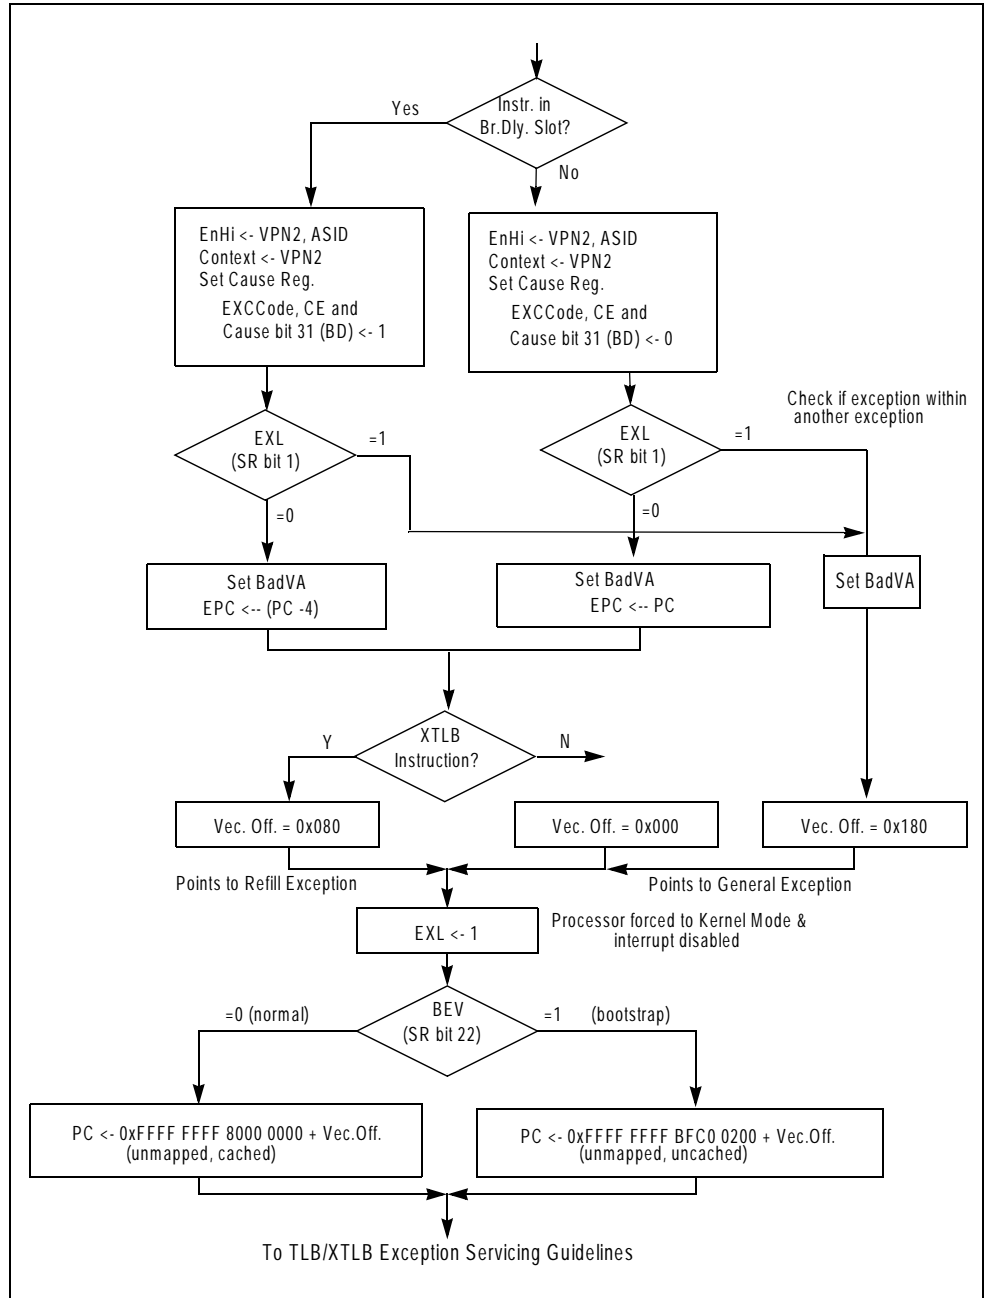 Instr. in
Br.Dly. Slot?
Yes
No
EnHi <- VPN2, ASID
Context <- VPN2
Set Cause Reg.
EXCCode, CE and
Cause bit 31 (BD) <- 1
EnHi <- VPN2, ASID
Context <- VPN2
Set Cause Reg.
EXCCode, CE and
Cause bit 31 (BD) <- 0
Check if exception within
another exception
EXL
(SR bit 1)
=1
=0
EXL
(SR bit 1)
=1
=0
Set BadVA
EPC <-- (PC -4)
Set BadVA
EPC <-- PC
Set BadVA
XTLB
Instruction?
Y
N
Vec. Off. = 0x080
Vec. Off. = 0x000
Vec. Off. = 0x180
Points to Refill Exception
Points to General Exception
EXL <- 1
Processor forced to Kernel Mode &
interrupt disabled
BEV
(SR bit 22)
=0 (normal)
=1 (bootstrap)
PC <- 0xFFFF FFFF 8000 0000 + Vec.Off.
(unmapped, cached)
PC <- 0xFFFF FFFF BFC0 0200 + Vec.Off.
(unmapped, uncached)
To TLB/XTLB Exception Servicing Guidelines